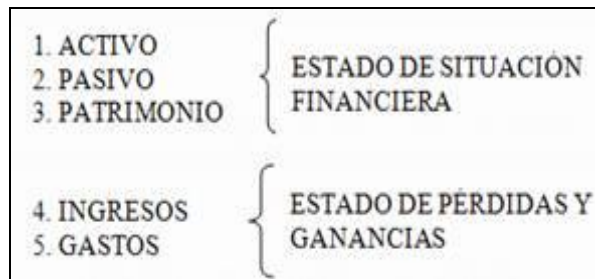 1. ACTIVO
2. PASIVO
3. PATRIMONIO
ESTADO DE SITUACIÓN
FINANCIERA
4. INGRESOS
5. GASTOS
ESTADO DE PÉRDIDAS Y
GANANCIAS